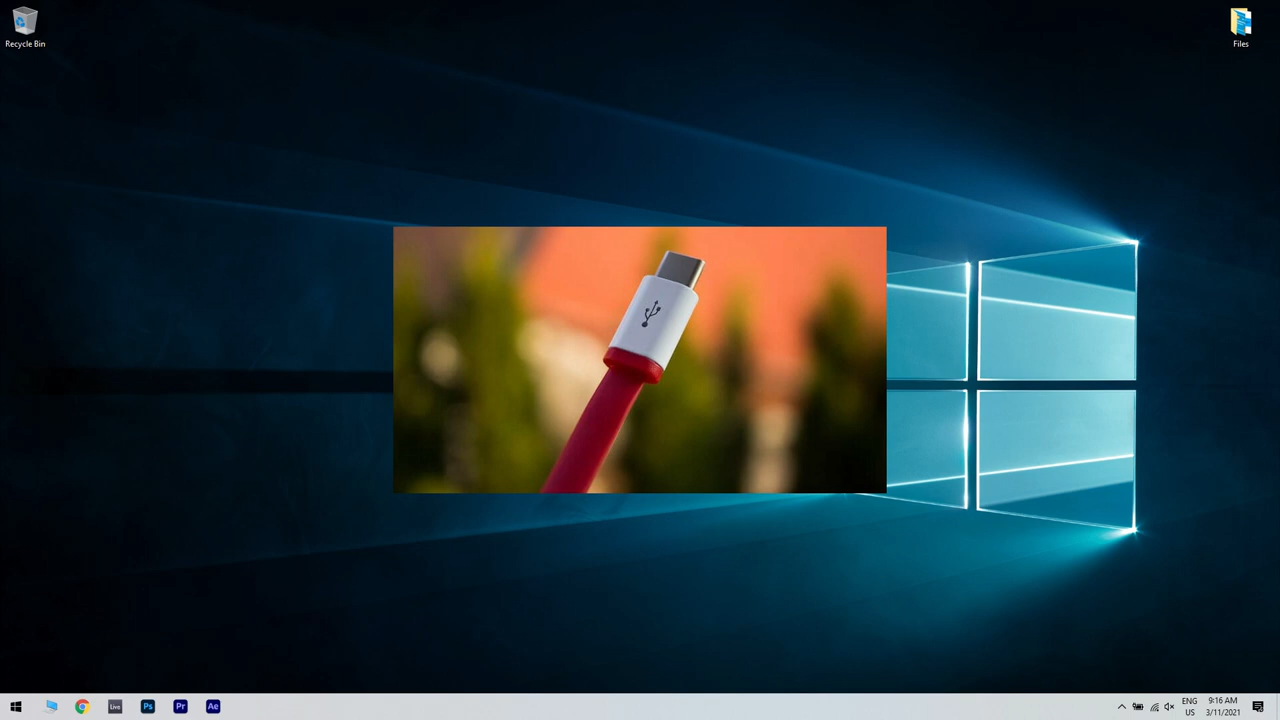 Recycle Bin
Files
Live
Ps
Pr
Ae
ENG
US
9:16 AM
3/11/2021